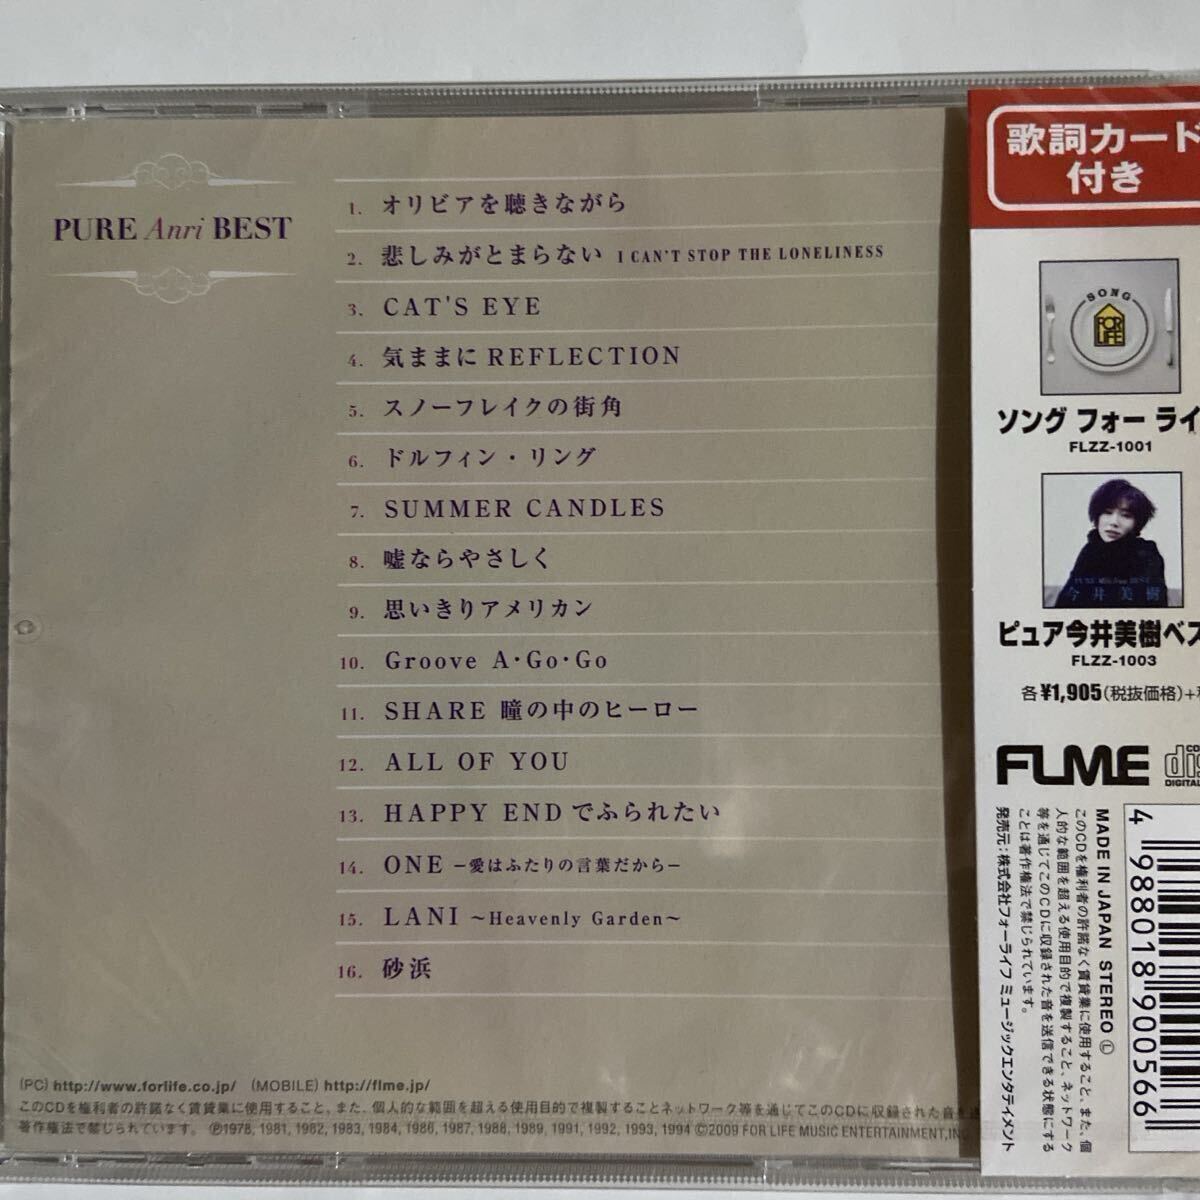 PURE Anri BEST
1. オリビアを聴きながら
2. 悲しみがとまらない I CAN'T STOP THE LONELINESS
3. CAT'S EYE
4. 気ままに REFLECTION
5. スノーフレイクの街角
6. ドルフィン・リング
7. SUMMER CANDLES
8. 嘘ならやさしく
9. 思いきりアメリカン
10. Groove A・Go・Go
11. SHARE 瞳の中のヒーロー
12. ALL OF YOU
13. HAPPY END でふられたい
14. ONE －愛はふたりの言葉だから－
15. LANI ～Heavenly Garden～
16. 砂浜
(PC) http://www.forlife.co.jp/ (MOBILE) http://flme.jp/
このCDを権利者の許諾なく賃貸業に使用すること、また、個人的な範囲を超える使用目的で複製することネットワーク等を通じてこのCDに収録された音を送
著作権法で禁じられています。 ℗1978, 1981, 1982, 1983, 1984, 1986, 1987, 1988, 1989, 1991, 1992, 1993, 1994 ©2009 FOR LIFE MUSIC ENTERTAINMENT, INC
歌詞カード
付き
SONG
FOR
LIFE
ソング フォー ライ
FLZZ-1001
PURE BEST
今井美樹
ピュア今井美樹ベス
FLZZ-1003
各¥1,905(税抜価格)+
FLME
DIGITAL
MADE IN JAPAN STEREO Ⓛ
このCDを権利者の許諾なく賃貸業に使用すること、また、個
人的な範囲を超える使用目的で複製すること、ネットワーク
等を通じてこのCDに収録された音を送信できる状態にする
ことは著作権法で禁じられています。
発売元：株式会社フォーライフ ミュージックエンタテイメント
4 988018 900566